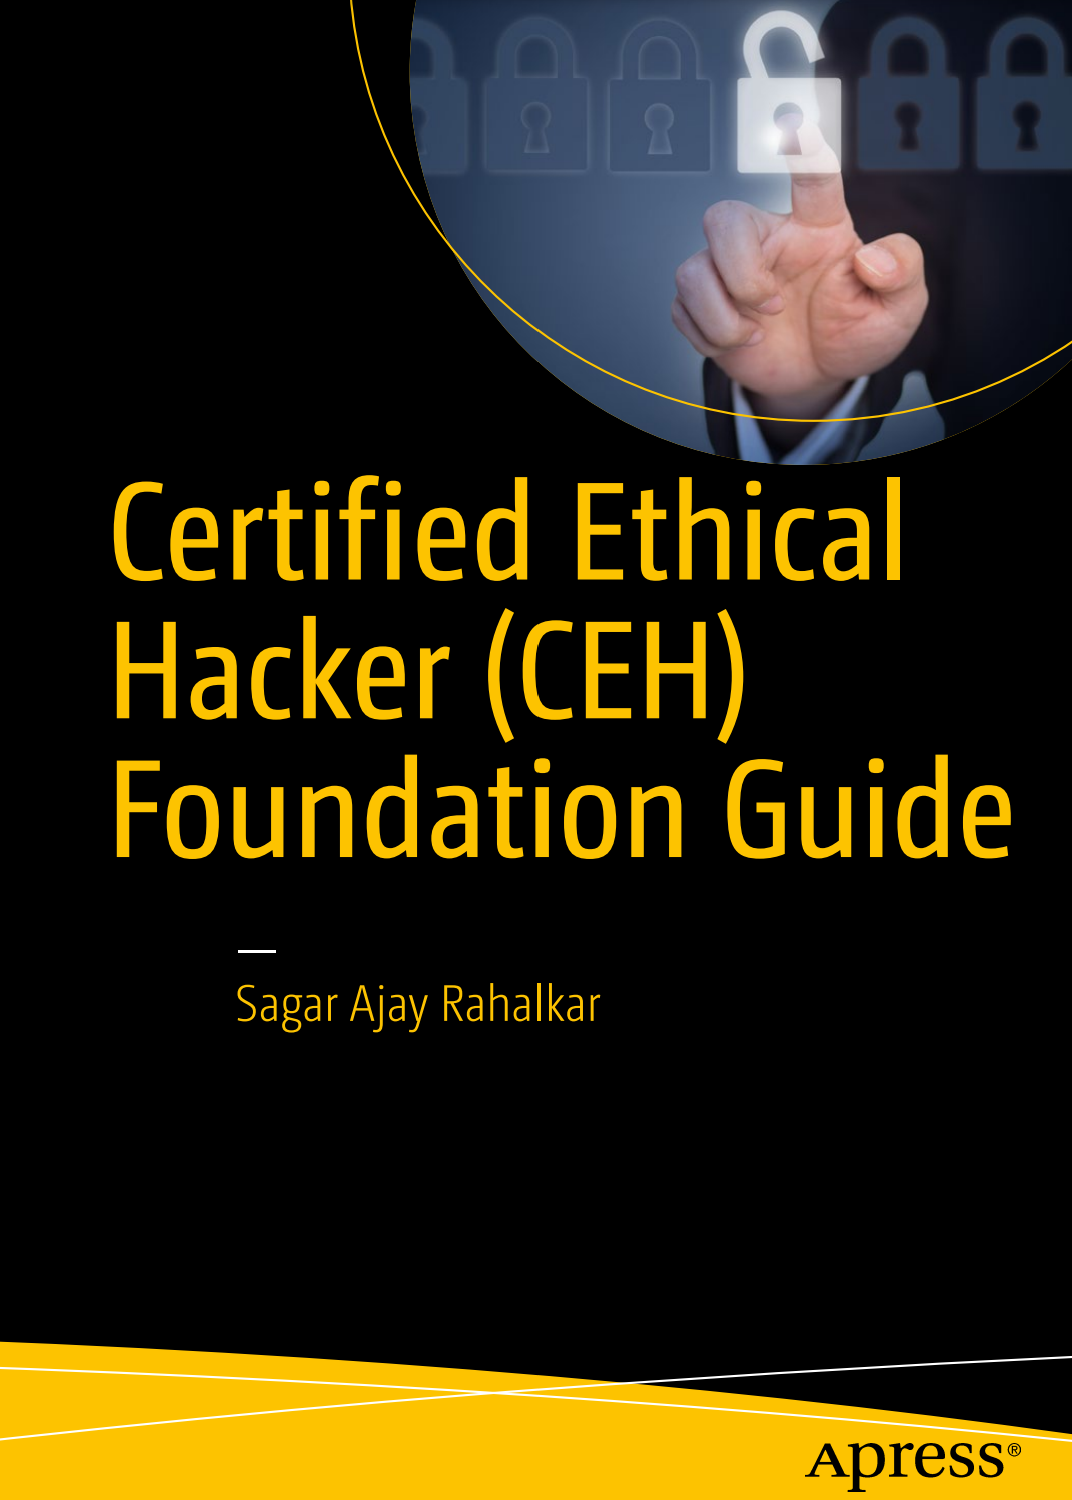 Certified Ethical
Hacker (CEH)
Foundation Guide
Sagar Ajay Rahalkar
Apress®